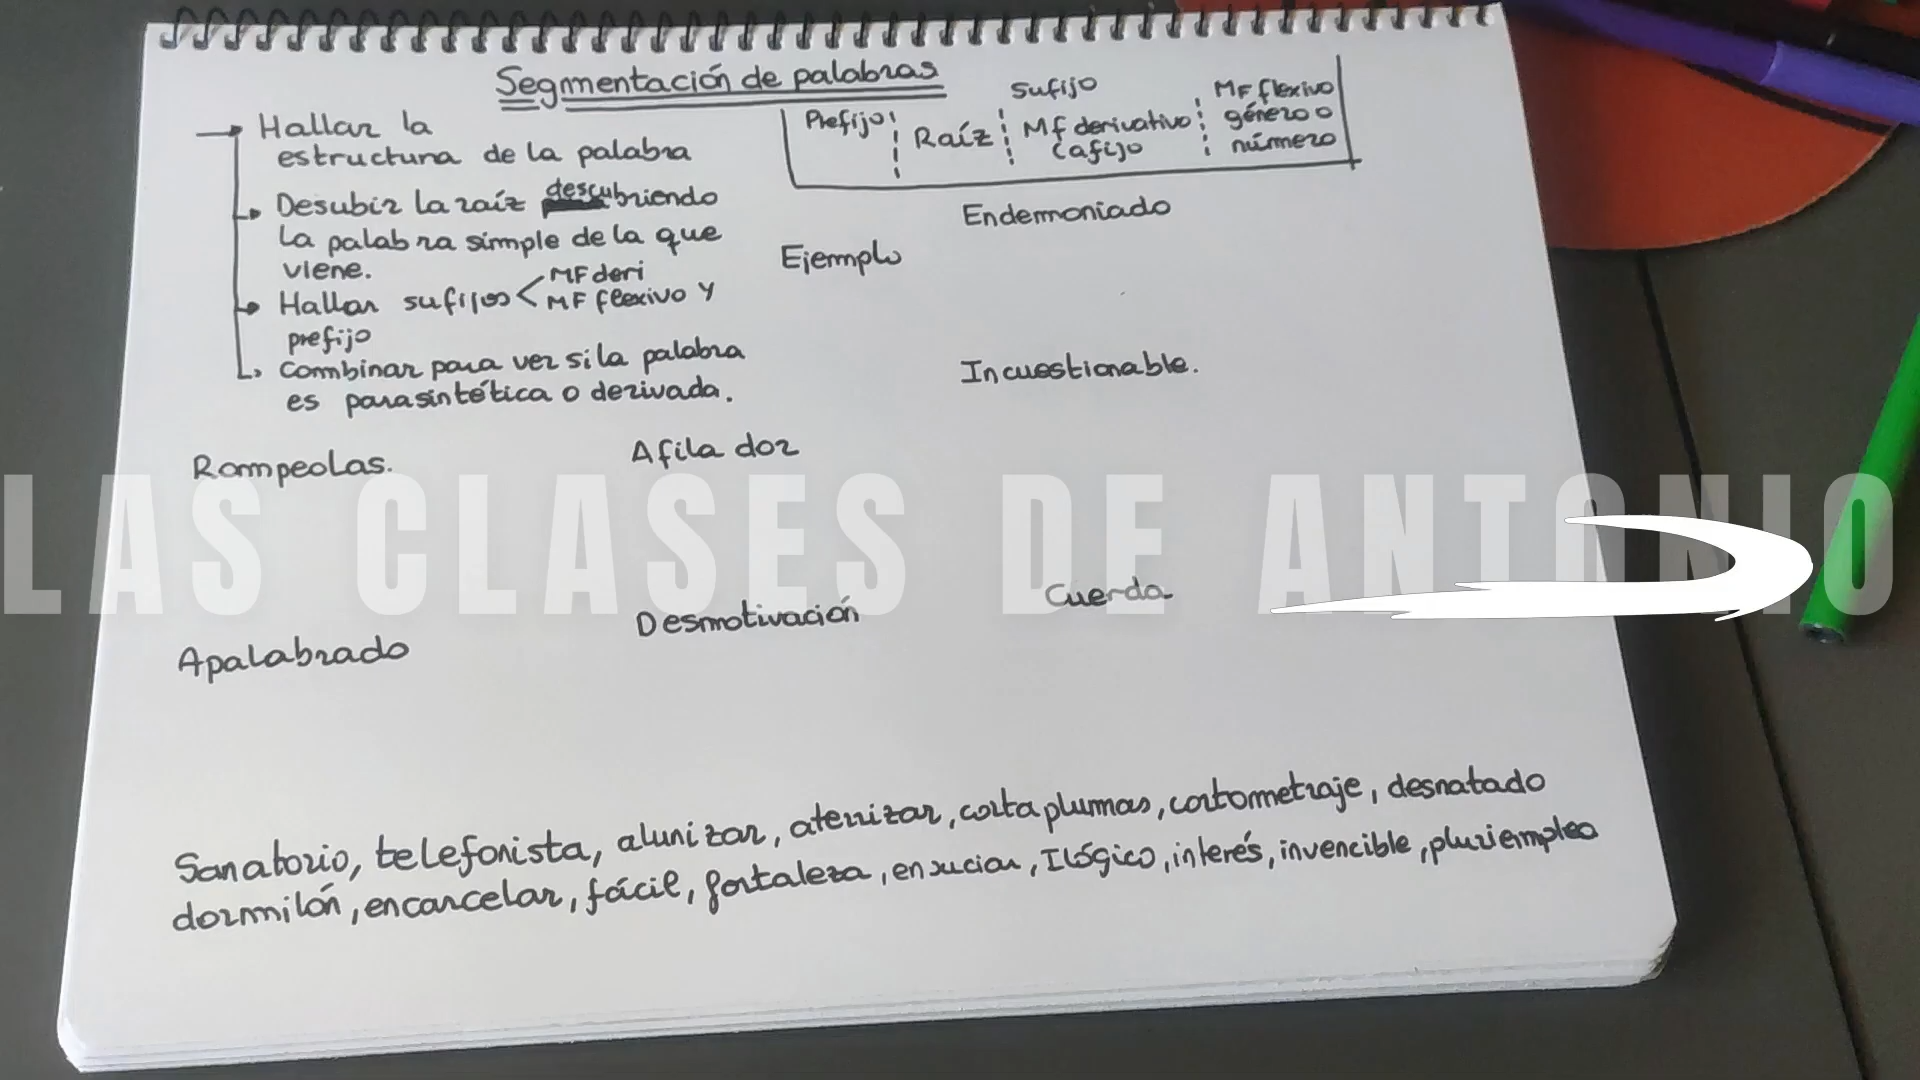 Segmentación de palabras
Hallar la
estructura de la palabra
Desubir la raíz descubriendo
la palabra simple de la que
viene.
Hallar sufijos < MF deri
MF flexivo y
prefijo
Combinar para ver si la palabra
es parasintética o derivada.
Prefijo
Raíz
Sufijo
Mf derivativo
(afijo
MF flexivo
género o
número
Ejemplo
Endemoniado
Incuestionable.
Rompeolas.
Afilador
LAS CLASES DE ANTONIO
Apalabrado
Desmotivación
Cuerda
Sanatorio, telefonista, alunizar, aterrizar, cortaplumas, cortometraje, desnatado
dormilón, encarcelar, fácil, fortaleza, ensuciar, Ilógico, interés, invencible, pluriempleo